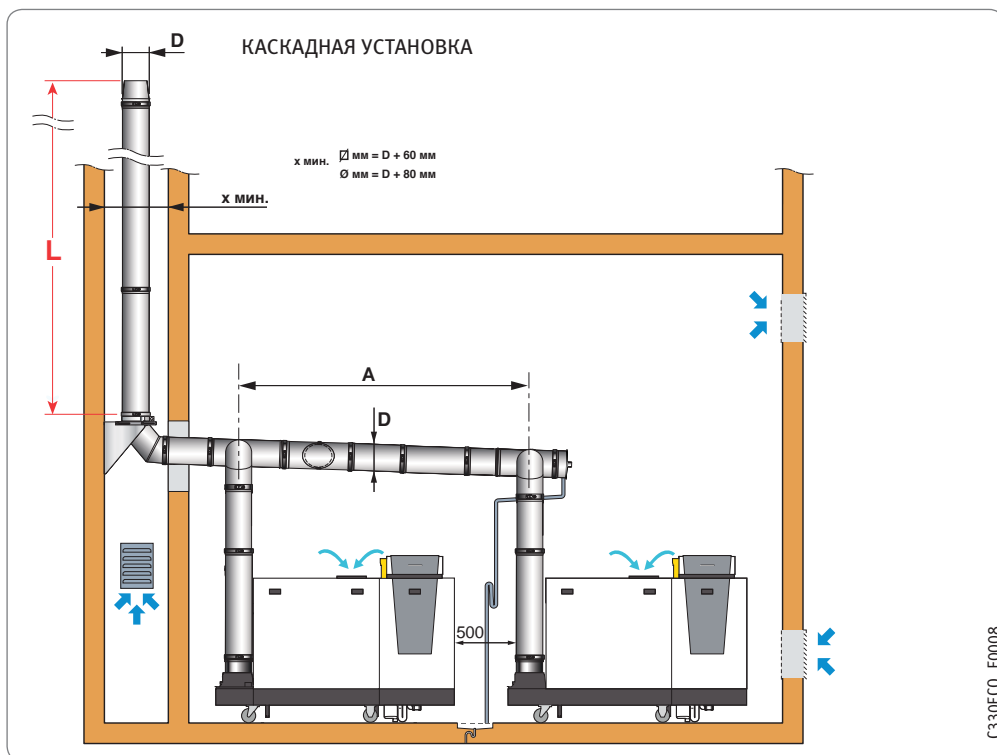 D
КАСКАДНАЯ УСТАНОВКА
х мин. ⍁ мм = D + 60 мм
Ø мм = D + 80 мм
х мин.
L
A
D
500
C330ECO_F0008